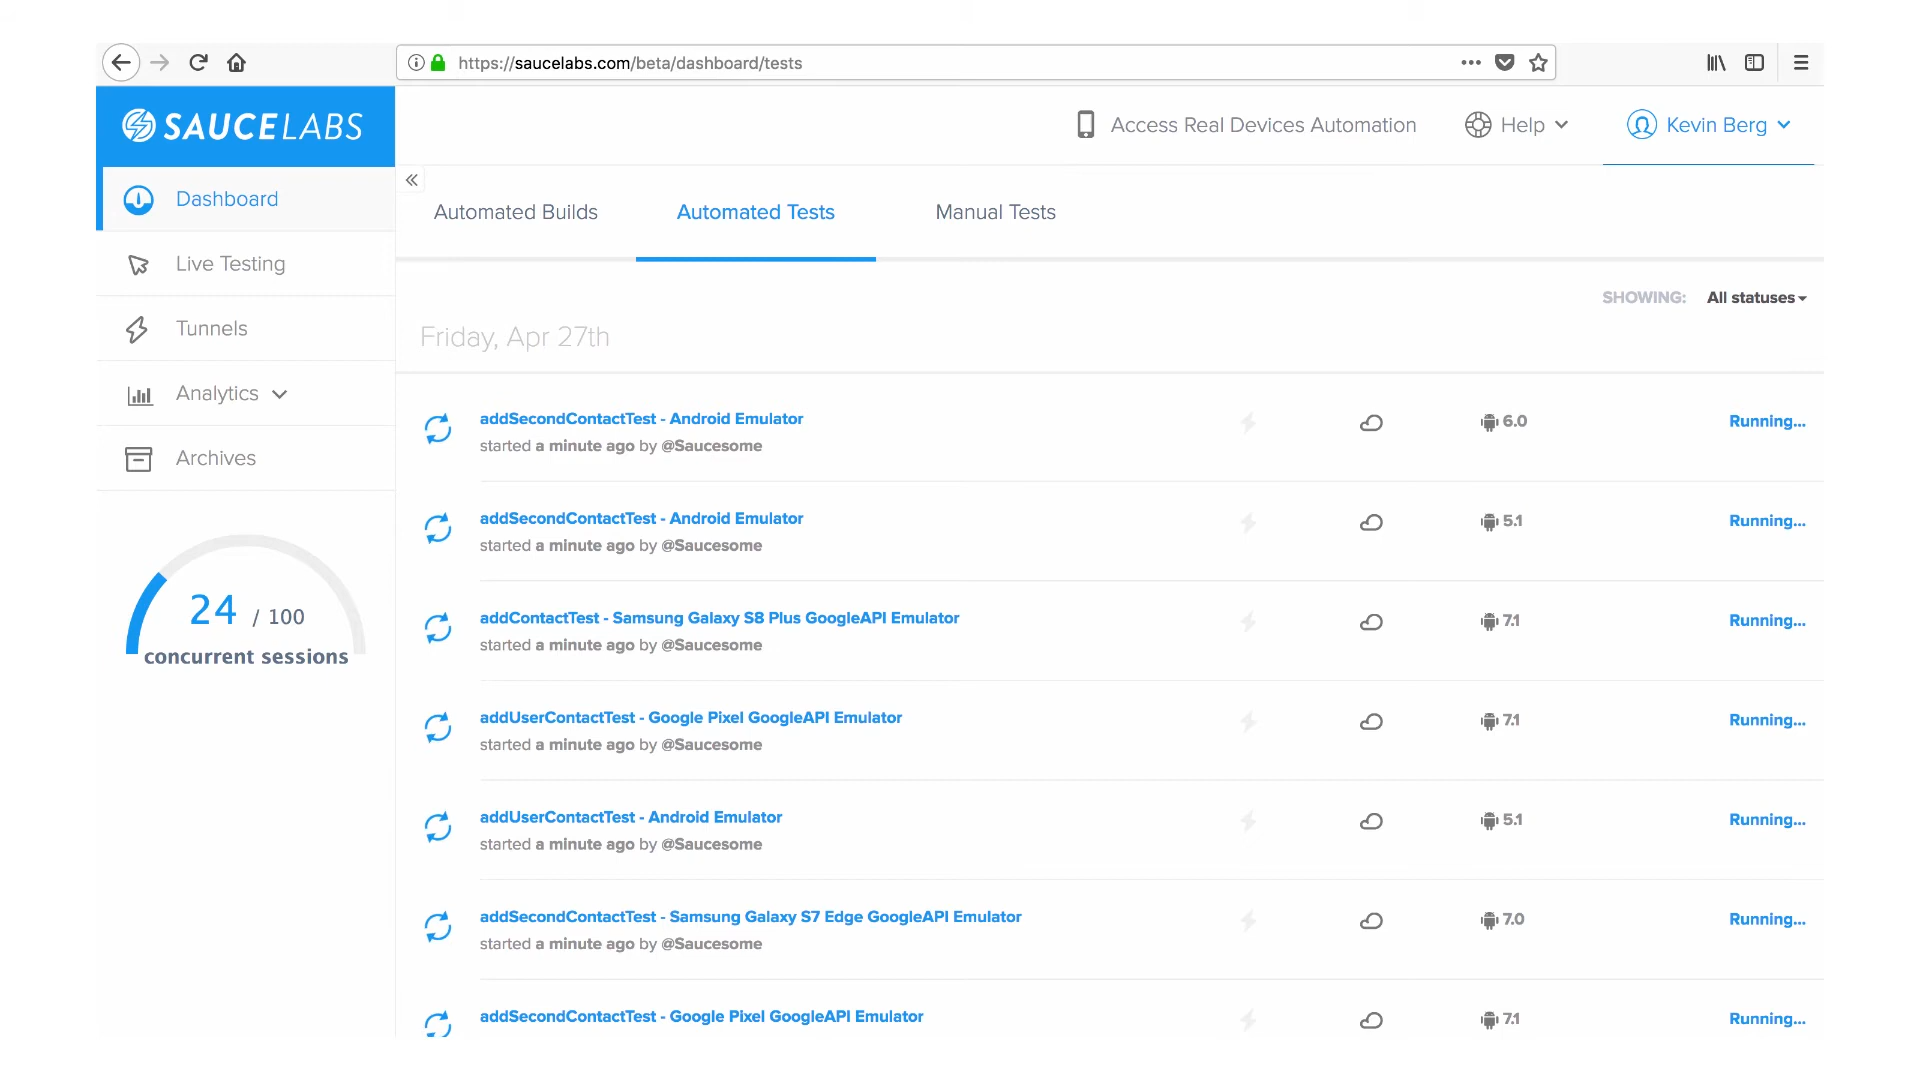 https://saucelabs.com/beta/dashboard/tests
SAUCELABS
Access Real Devices Automation
Help
Kevin Berg
Dashboard
Live Testing
Tunnels
Analytics
Archives
24 / 100
concurrent sessions
Automated Builds
Automated Tests
Manual Tests
SHOWING: All statuses
Friday, Apr 27th
addSecondContactTest - Android Emulator
started a minute ago by @Saucesome
6.0
Running...
addSecondContactTest - Android Emulator
started a minute ago by @Saucesome
5.1
Running...
addContactTest - Samsung Galaxy S8 Plus GoogleAPI Emulator
started a minute ago by @Saucesome
7.1
Running...
addUserContactTest - Google Pixel GoogleAPI Emulator
started a minute ago by @Saucesome
7.1
Running...
addUserContactTest - Android Emulator
started a minute ago by @Saucesome
5.1
Running...
addSecondContactTest - Samsung Galaxy S7 Edge GoogleAPI Emulator
started a minute ago by @Saucesome
7.0
Running...
addSecondContactTest - Google Pixel GoogleAPI Emulator
7.1
Running...